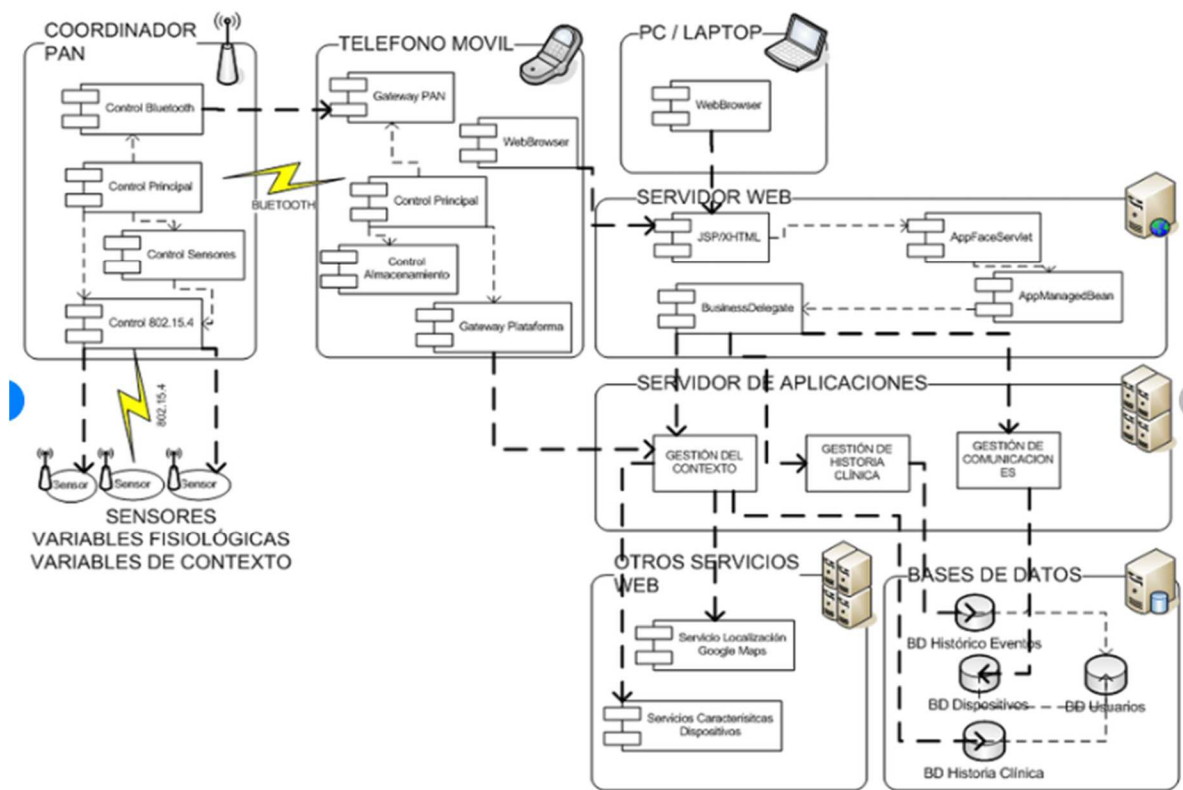 COORDINADOR
PAN
Control Bluetooth
Control Principal
Control Sensores
Control 802.15.4
802.15.4
Sensor
Sensor
Sensor
SENSORES
VARIABLES FISIOLÓGICAS
VARIABLES DE CONTEXTO
BUETOOTH
TELEFONO MOVIL
Gateway PAN
WebBrowser
Control Principal
Control
Almacenamiento
Gateway Plataforma
PC / LAPTOP
WebBrowser
SERVIDOR WEB
JSP/XHTML
AppFaceServlet
AppManagedBean
BusinessDelegate
SERVIDOR DE APLICACIONES
GESTIÓN DEL
CONTEXTO
GESTIÓN DE
HISTORIA
CLÍNICA
GESTIÓN DE
COMUNICACION
ES
OTROS SERVICIOS
WEB
Servicio Localización
Google Maps
Servicios Caracterísitcas
Dispositivos
BASES DE DATOS
BD Histórico Eventos
BD Dispositivos
BD Usuarios
BD Historia Clínica